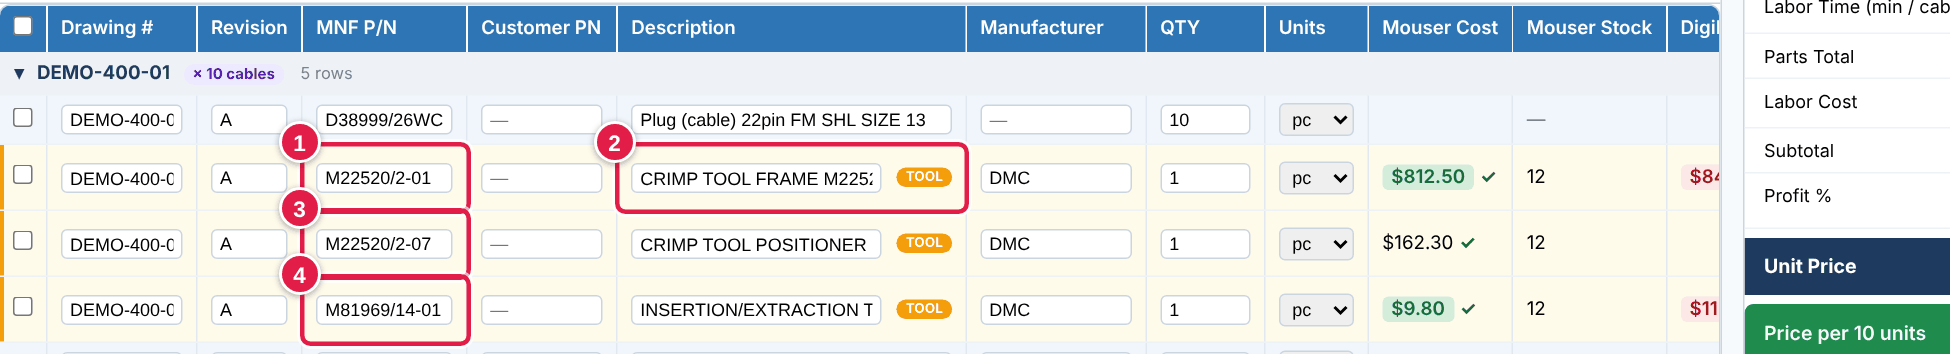 Drawing # Revision MNF P/N Customer PN Description Manufacturer QTY Units Mouser Cost Mouser Stock
Labor Time (min / cab
▼ DEMO-400-01 × 10 cables 5 rows
Parts Total
DEMO-400-0 A D38999/26WC — Plug (cable) 22pin FM SHL SIZE 13 — 10 pc —
Labor Cost
1 2
DEMO-400-0 A M22520/2-01 — CRIMP TOOL FRAME M2252 TOOL DMC 1 pc $812.50 ✓ 12 $84
Subtotal
Profit %
3
DEMO-400-0 A M22520/2-07 — CRIMP TOOL POSITIONER TOOL DMC 1 pc $162.30 ✓ 12
Unit Price
4
DEMO-400-0 A M81969/14-01 — INSERTION/EXTRACTION T TOOL DMC 1 pc $9.80 ✓ 12 $11
Price per 10 units